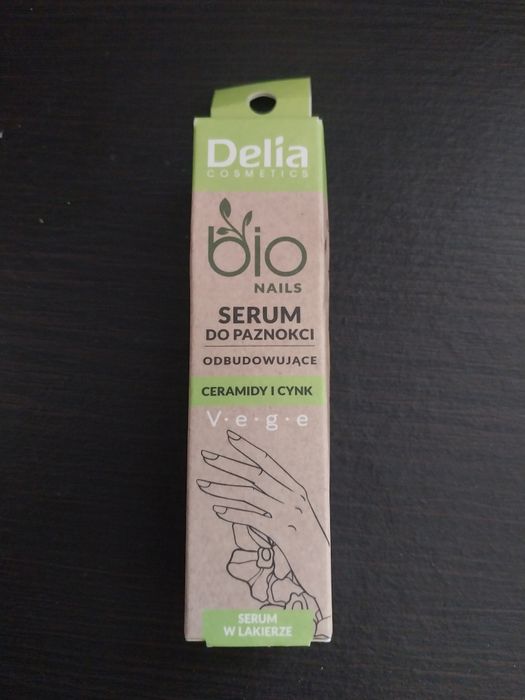 Delia
COSMETICS
bio
NAILS
SERUM
DO PAZNOKCI
ODBUDOWUJĄCE
CERAMIDY I CYNK
V·e·g·e
SERUM
W LAKIERZE